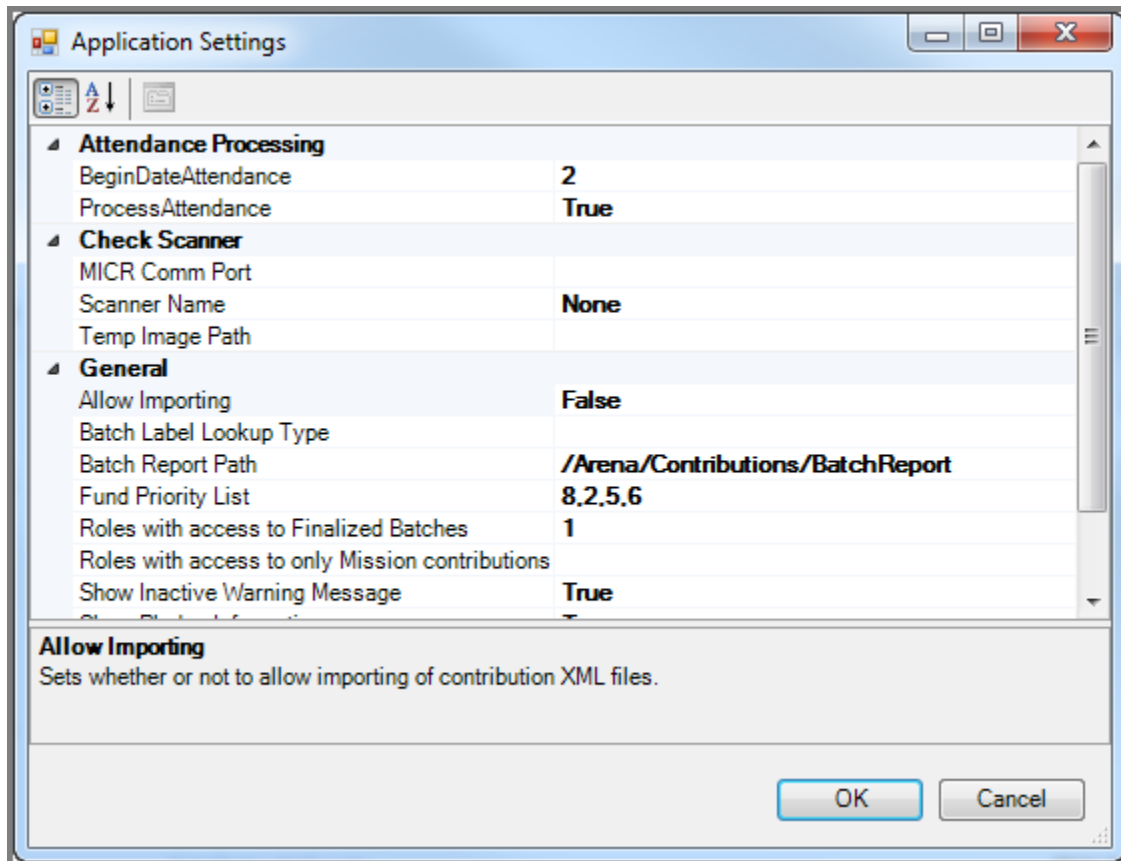 Application Settings
Attendance Processing
BeginDateAttendance 2
ProcessAttendance True
Check Scanner
MICR Comm Port
Scanner Name None
Temp Image Path
General
Allow Importing False
Batch Label Lookup Type
Batch Report Path /Arena/Contributions/BatchReport
Fund Priority List 8,2,5,6
Roles with access to Finalized Batches 1
Roles with access to only Mission contributions
Show Inactive Warning Message True
Allow Importing
Sets whether or not to allow importing of contribution XML files.
OK Cancel